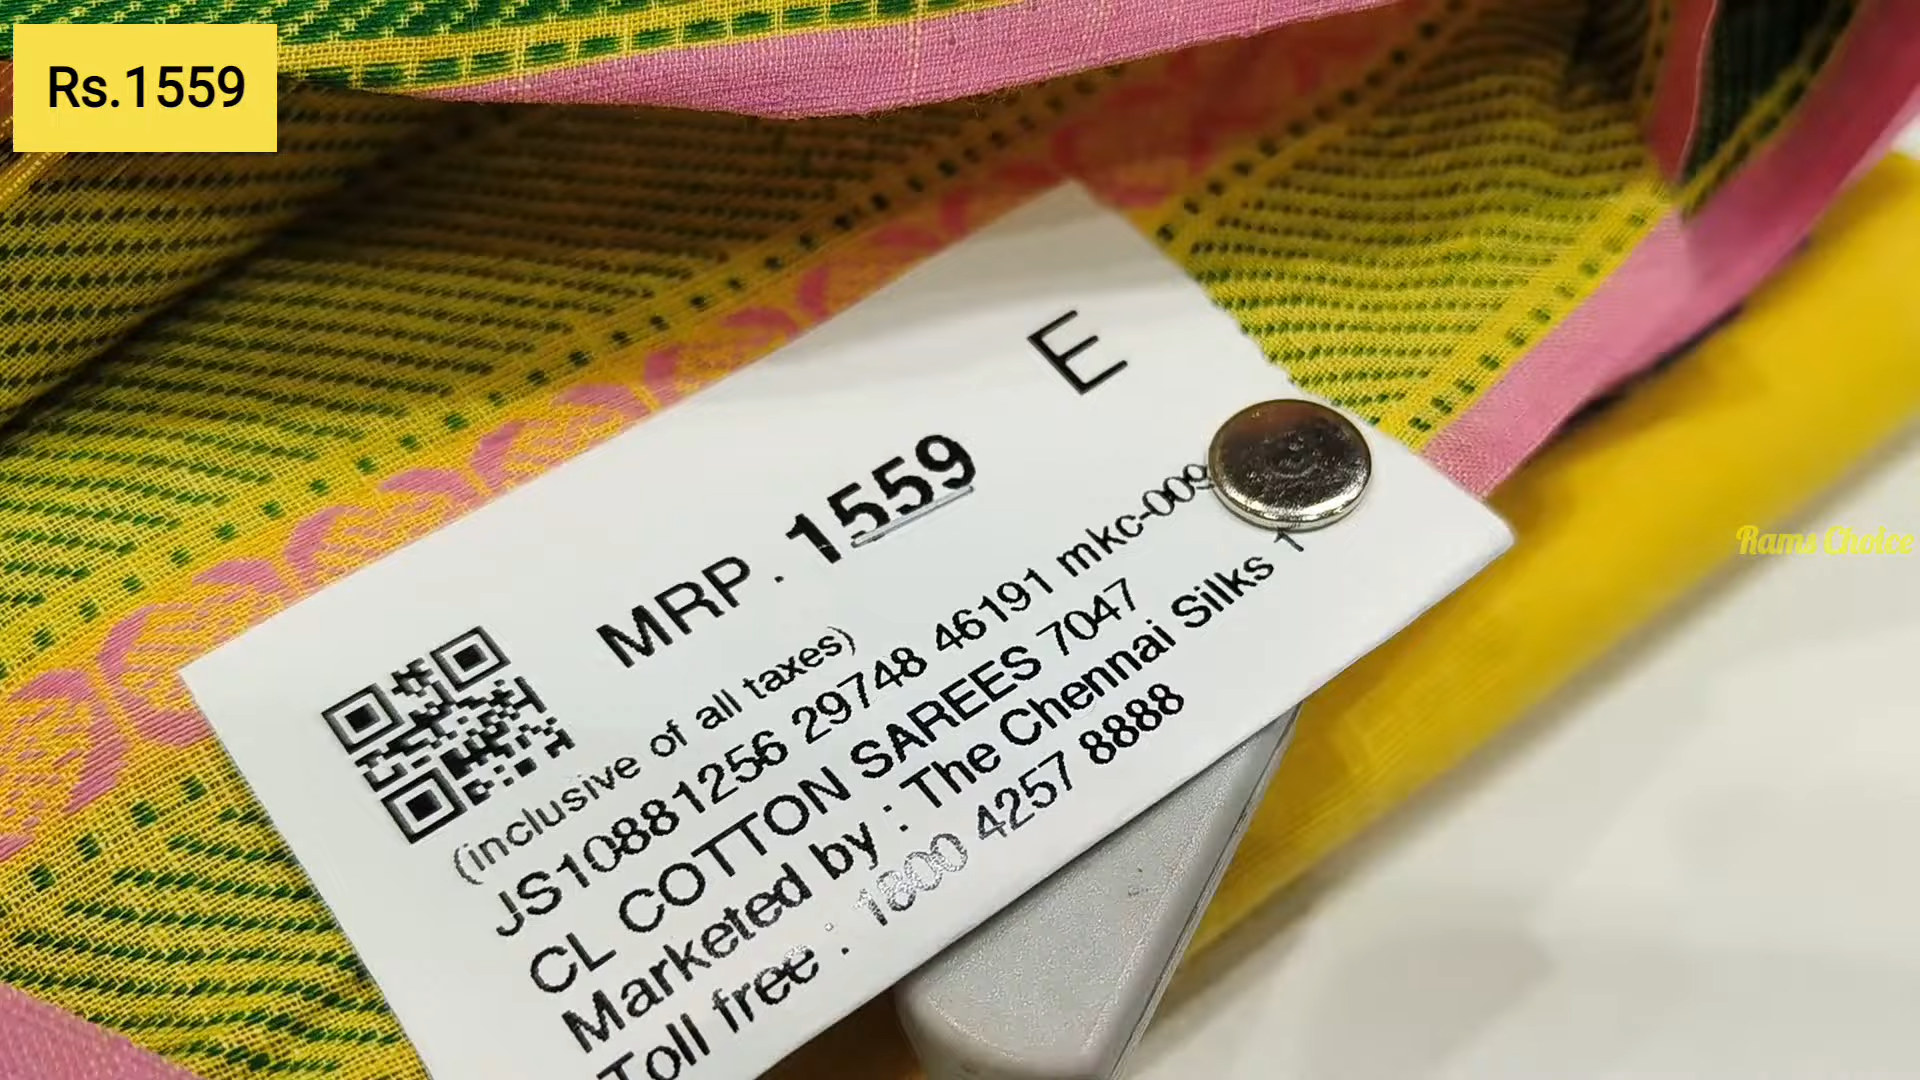 Rs.1559
E
MRP . 1559
(inclusive of all taxes)
JS10881256 29748 46191 mkc-009
CL COTTON SAREES 7047
Marketed by : The Chennai Silks 1
Toll free : 1800 4257 8888
Rams Choice